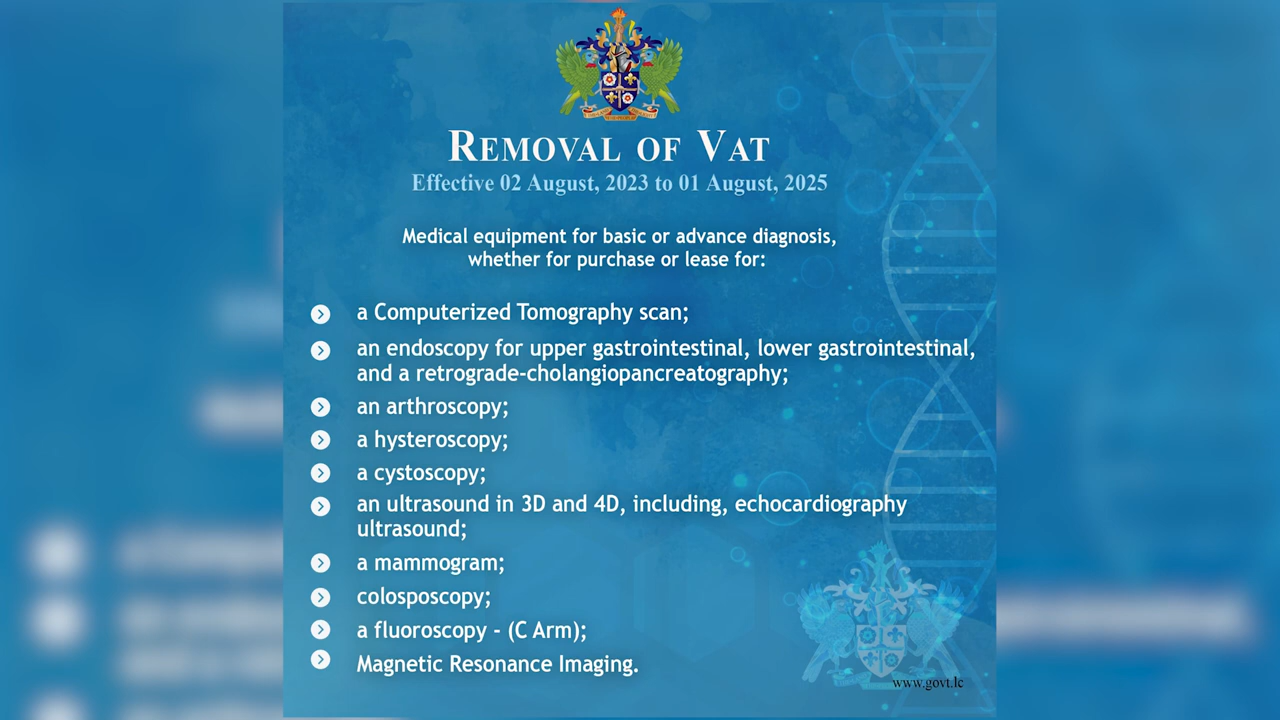 REMOVAL OF VAT
Effective 02 August, 2023 to 01 August, 2025
Medical equipment for basic or advance diagnosis,
whether for purchase or lease for:
a Computerized Tomography scan;
an endoscopy for upper gastrointestinal, lower gastrointestinal,
and a retrograde-cholangiopancreatography;
an arthroscopy;
a hysteroscopy;
a cystoscopy;
an ultrasound in 3D and 4D, including, echocardiography
ultrasound;
a mammogram;
colosposcopy;
a fluoroscopy - (C Arm);
Magnetic Resonance Imaging.
www.govt.lc